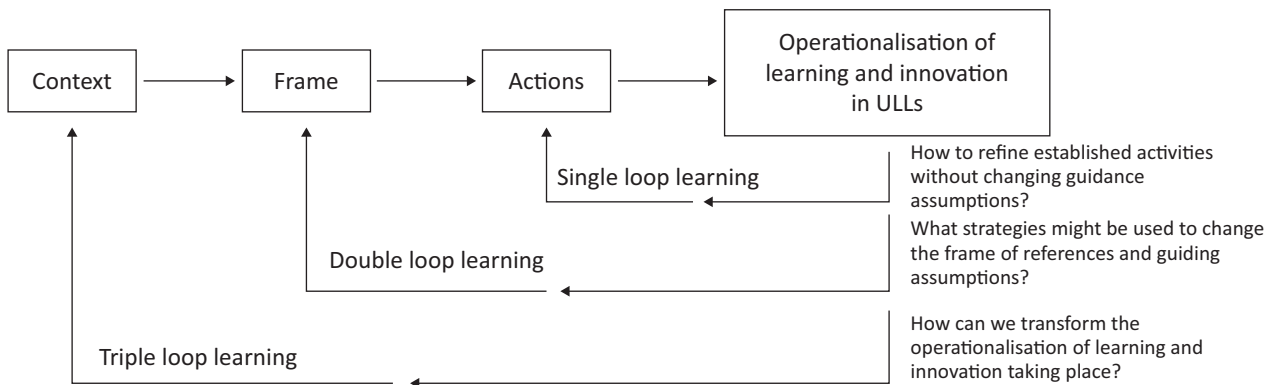 Context
Frame
Actions
Operationalisation of
learning and innovation
in ULLs
Single loop learning
How to refine established activities
without changing guidance
assumptions?
Double loop learning
What strategies might be used to change
the frame of references and guiding
assumptions?
Triple loop learning
How can we transform the
operationalisation of learning and
innovation taking place?